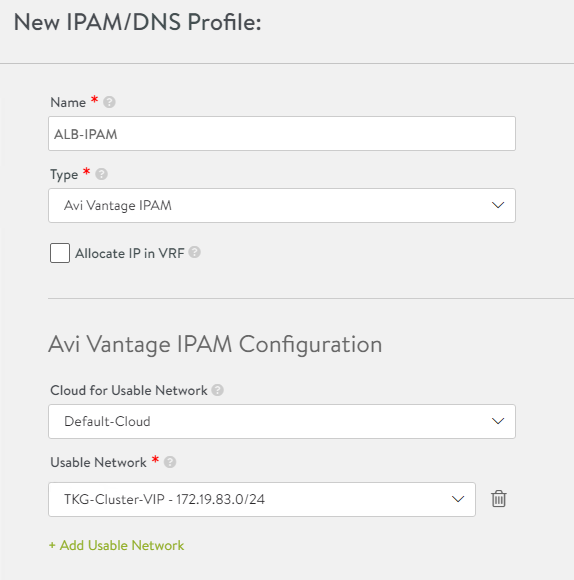 New IPAM/DNS Profile:
Name * ?
ALB-IPAM
Type * ?
Avi Vantage IPAM
Allocate IP in VRF ?
Avi Vantage IPAM Configuration
Cloud for Usable Network ?
Default-Cloud
Usable Network * ?
TKG-Cluster-VIP - 172.19.83.0/24
+ Add Usable Network